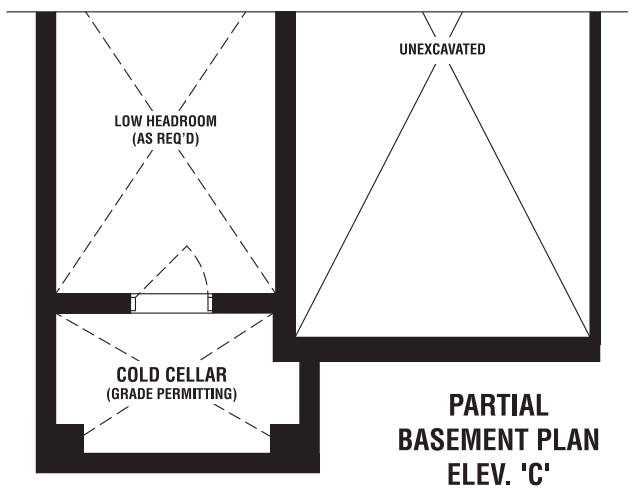 UNEXCAVATED
LOW HEADROOM
(AS REQ'D)
COLD CELLAR
(GRADE PERMITTING)
PARTIAL
BASEMENT PLAN
ELEV. 'C'